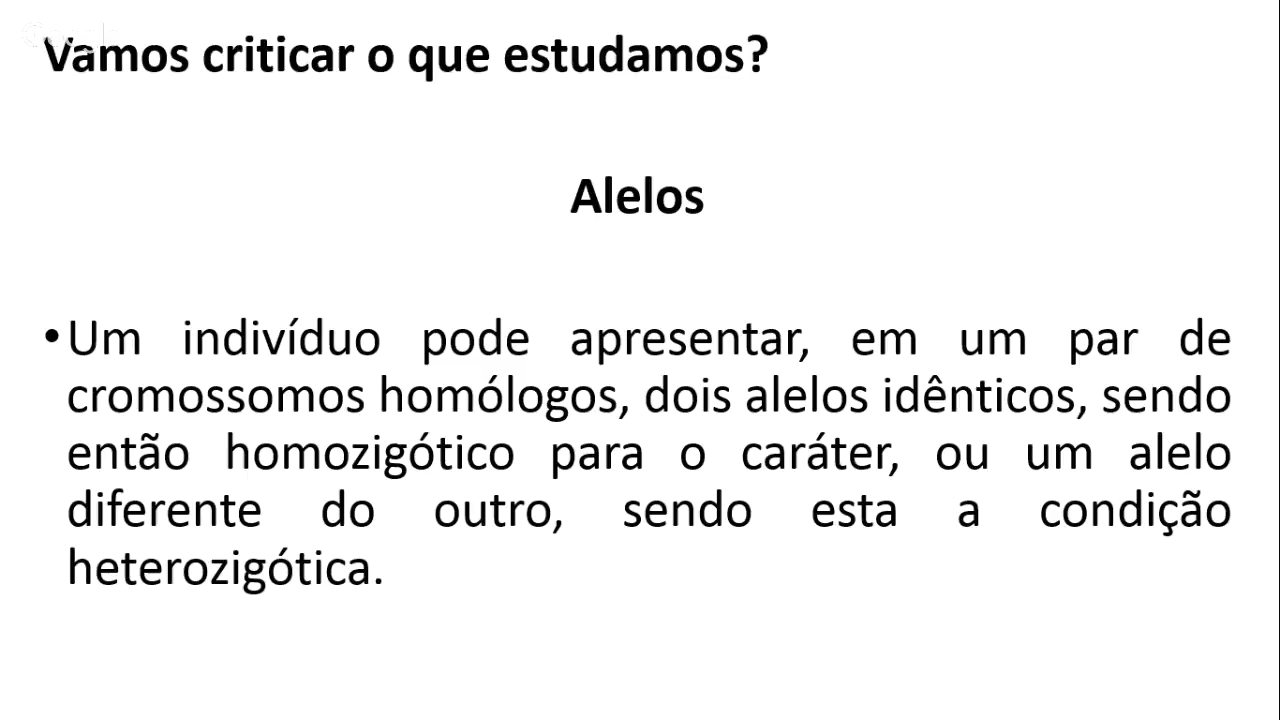 Vamos criticar o que estudamos?
Alelos
•Um indivíduo pode apresentar, em um par de
cromossomos homólogos, dois alelos idênticos, sendo
então homozigótico para o caráter, ou um alelo
diferente do outro, sendo esta a condição
heterozigótica.